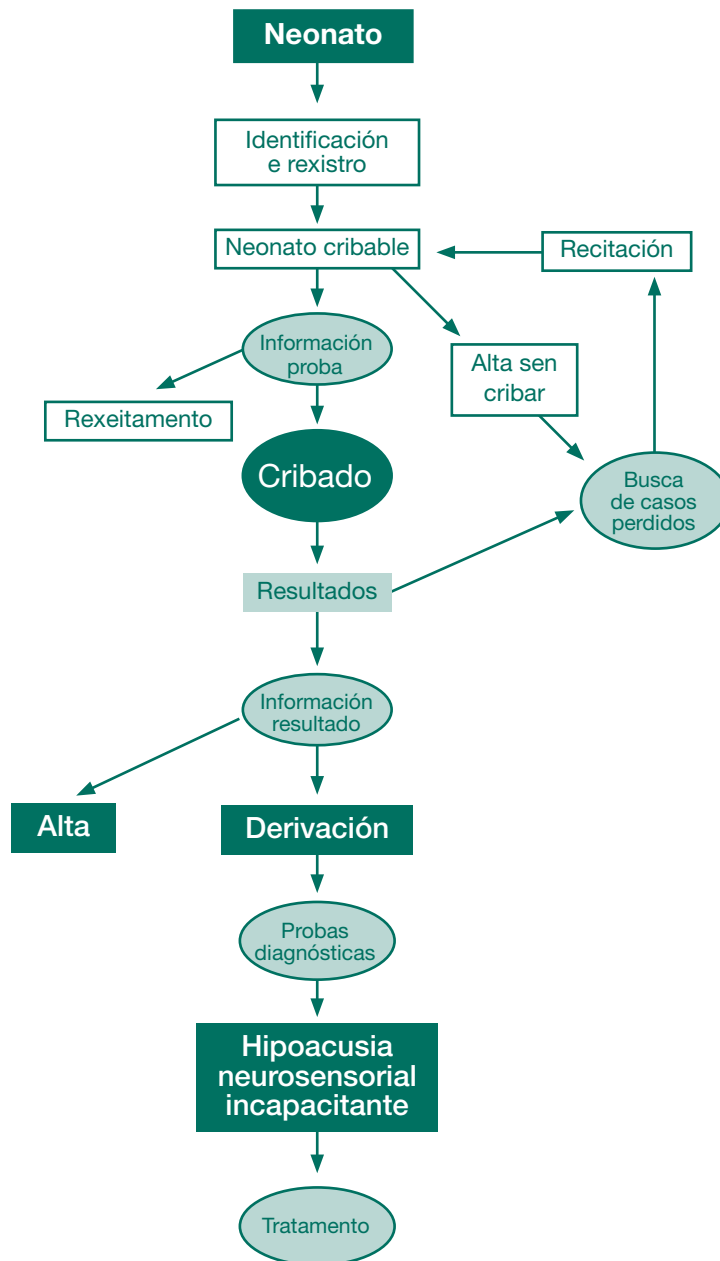 Neonato
Identificación
e rexistro
Neonato cribable
Recitación
Información
proba
Alta sen
cribar
Rexeitamento
Cribado
Busca
de casos
perdidos
Resultados
Información
resultado
Alta
Derivación
Probas
diagnósticas
Hipoacusia
neurosensorial
incapacitante
Tratamento